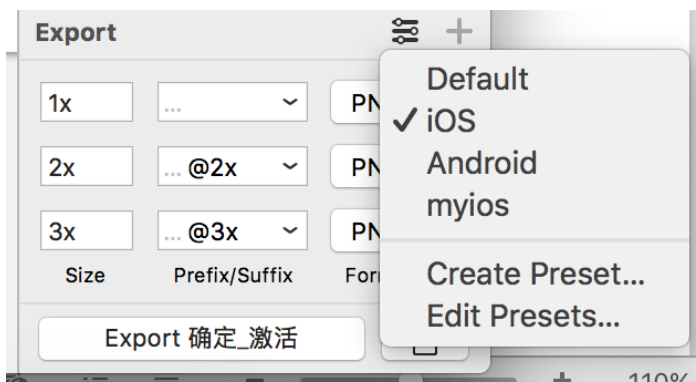 Export
Default
iOS
Android
myios
Create Preset...
Edit Presets...
1x ... PN
2x ... @2x PN
3x ... @3x PN
Size Prefix/Suffix For
Export 确定_激活
110%